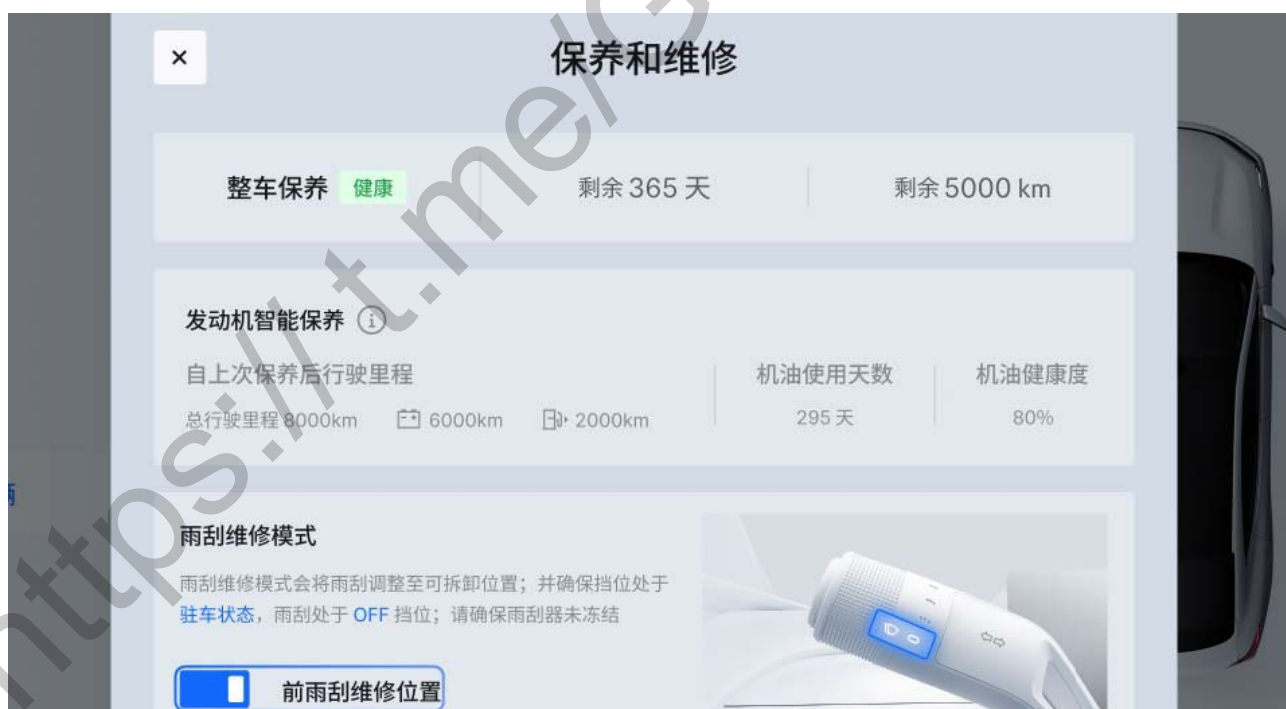 保养和维修
整车保养 健康 剩余 365 天 剩余 5000 km
发动机智能保养
自上次保养后行驶里程 机油使用天数 机油健康度
总行驶里程 8000km 6000km 2000km 295 天 80%
雨刮维修模式
雨刮维修模式会将雨刮调整至可拆卸位置；并确保挡位处于
驻车状态，雨刮处于 OFF 挡位；请确保雨刮器未冻结
前雨刮维修位置
https://t.me/G